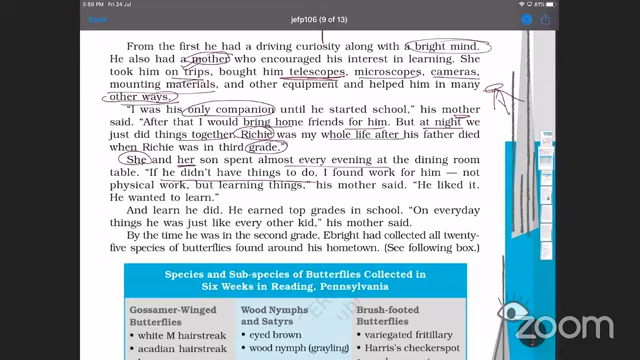 5:59 PM Fri 24 Jul
jefp106 (9 of 13)
Done
From the first he had a driving curiosity along with a bright mind.
He also had a mother who encouraged his interest in learning. She
took him on trips, bought him telescopes, microscopes, cameras,
mounting materials, and other equipment and helped him in many
other ways.
“I was his only companion until he started school,” his mother
said. “After that I would bring home friends for him. But at night we
just did things together. Richie was my whole life after his father died
when Richie was in third grade.”
She and her son spent almost every evening at the dining room
table. “If he didn’t have things to do, I found work for him — not
physical work, but learning things,” his mother said. “He liked it.
He wanted to learn.”
And learn he did. He earned top grades in school. “On everyday
things he was just like every other kid,” his mother said.
By the time he was in the second grade, Ebright had collected all twenty-
five species of butterflies found around his hometown. (See following box.)
Species and Sub-species of Butterflies Collected in
Six Weeks in Reading, Pennsylvania
Gossamer-Winged
Butterflies
• white M hairstreak
• acadian hairstreak
Wood Nymphs
and Satyrs
• eyed brown
• wood nymph (grayling)
Brush-footed
Butterflies
• variegated fritillary
• Harris’s checkerspot
zoom